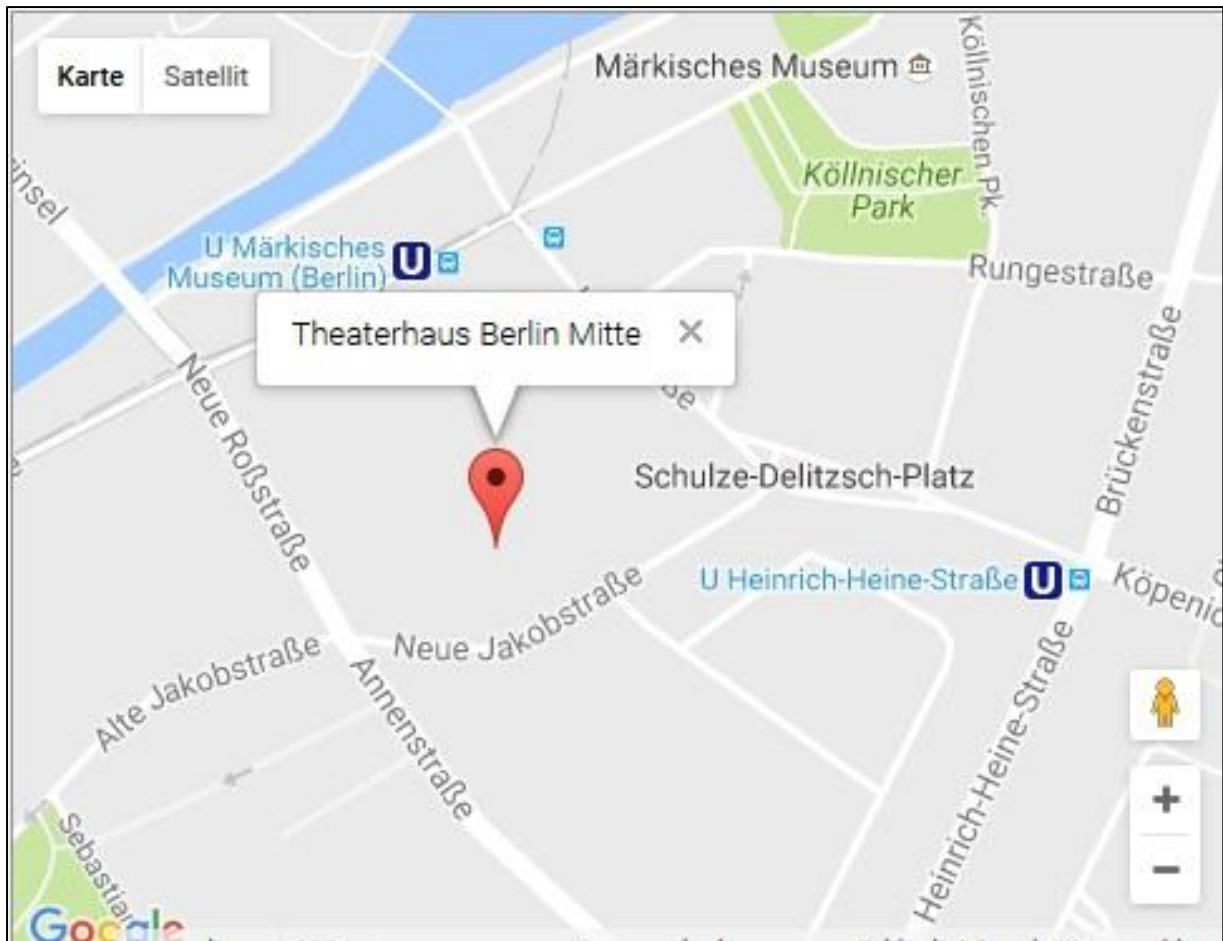 Karte
Satellit
Märkisches Museum
Köllnischen Pk.
Köllnischer
Park
U Märkisches
Museum (Berlin)
U
Rungestraße
Theaterhaus Berlin Mitte
Neue Roßstraße
Brückenstraße
Schulze-Delitzsch-Platz
U Heinrich-Heine-Straße
U
Neue Jakobstraße
Alte Jakobstraße
Annenstraße
Heinrich-Heine-Straße
Google